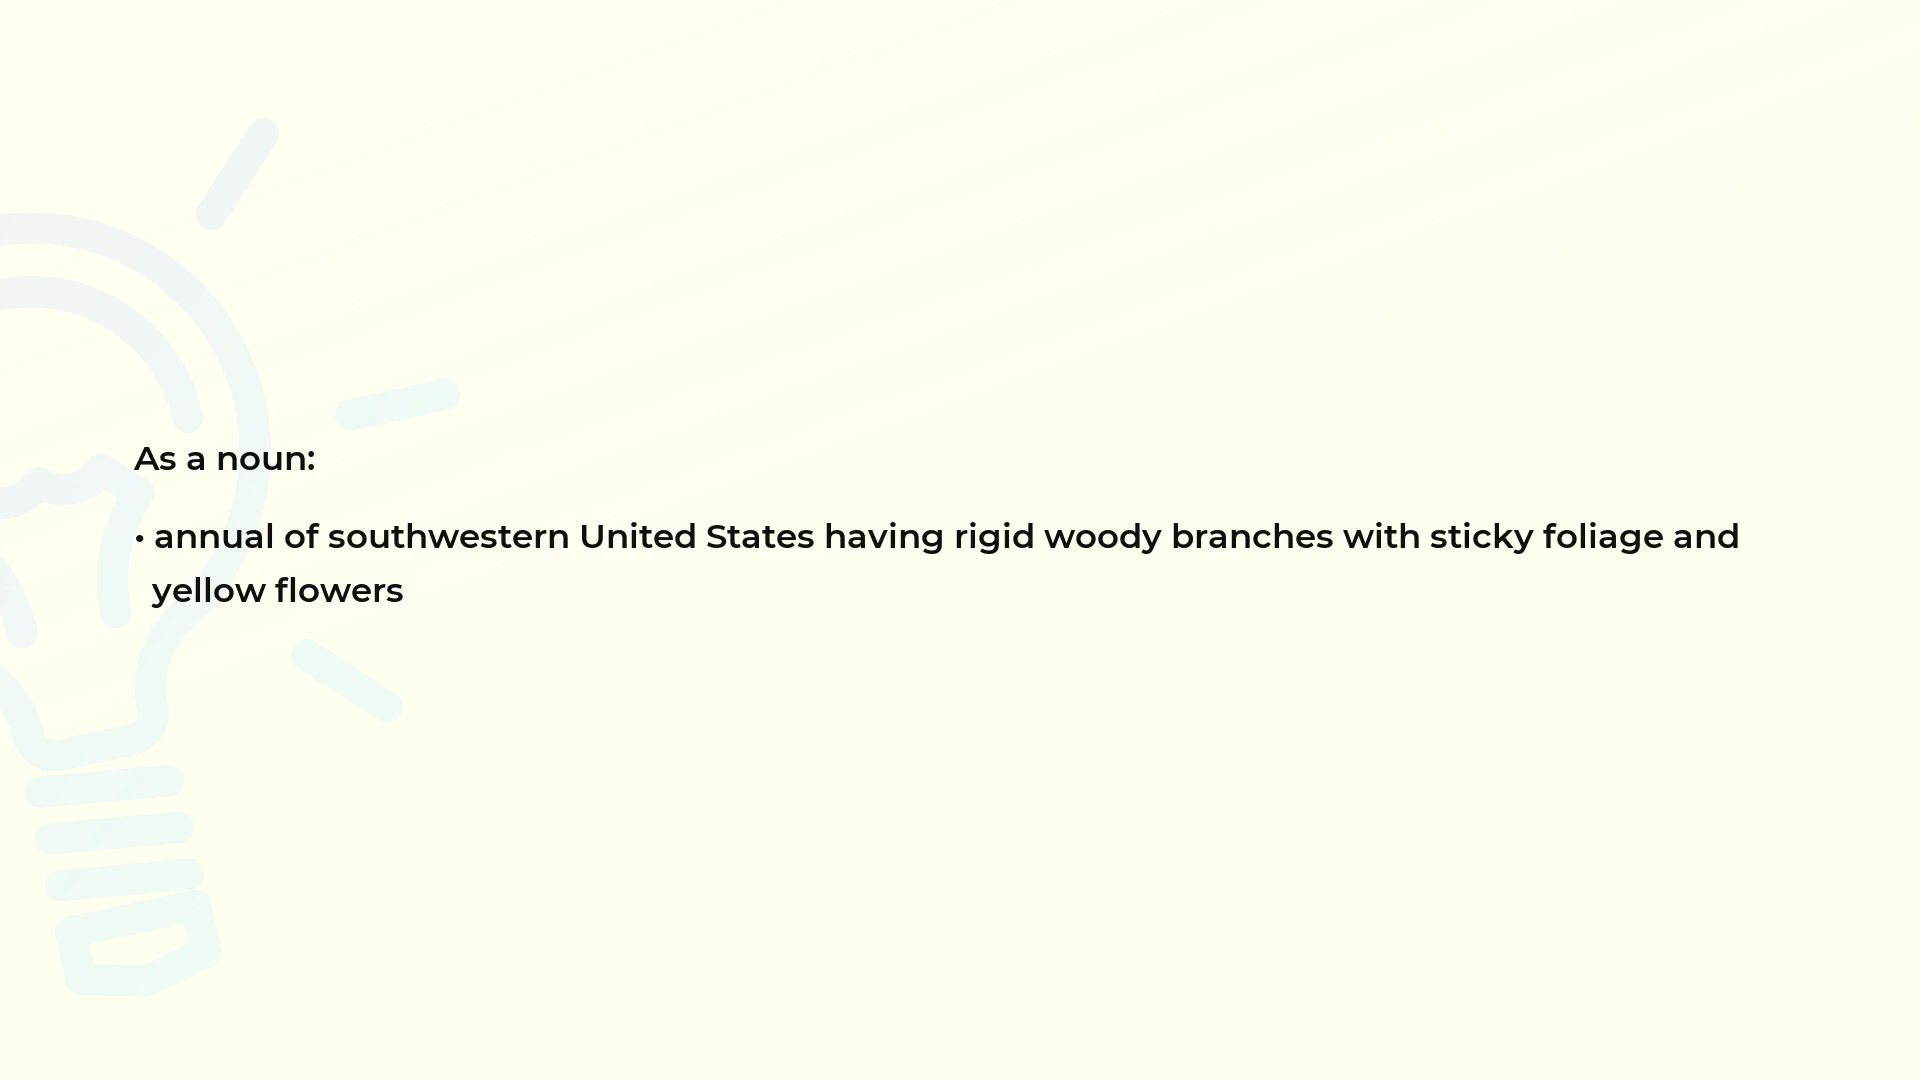 As a noun:
• annual of southwestern United States having rigid woody branches with sticky foliage and
yellow flowers